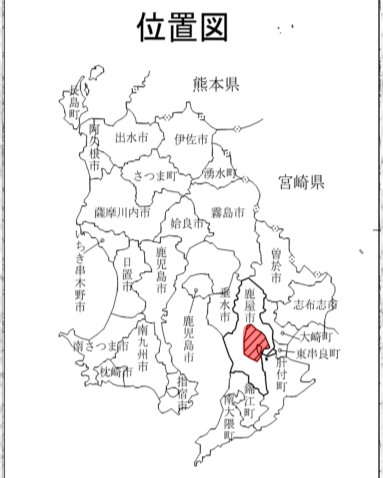 位置図
熊本県
長島町
出水市
伊佐市
阿久根市
さつま町
湧水町
宮崎県
薩摩川内市
姶良市
霧島市
いちき串木野市
日置市
鹿児島市
曽於市
垂水市
鹿屋市
志布志市
鹿児島市
大崎町
東串良町
肝付町
南さつま市
南九州市
枕崎市
指宿市
錦江町
南大隅町